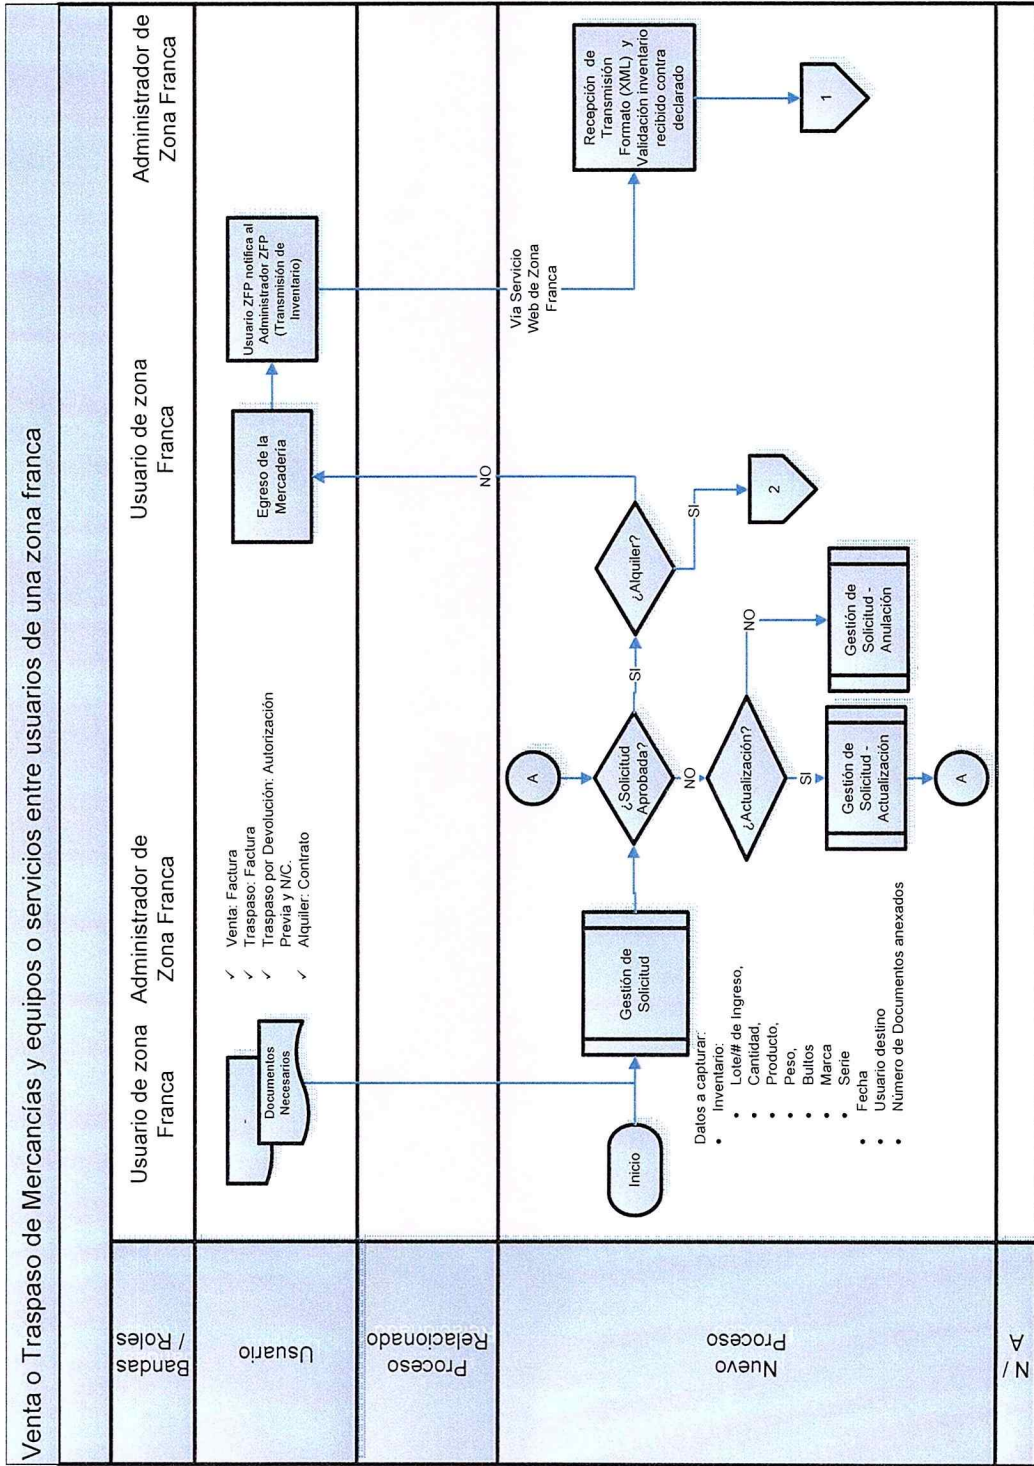 Venta o Traspaso de Mercancías y equipos o servicios entre usuarios de una zona franca
Bandas
/ Roles
Usuario de zona
Franca
Administrador de
Zona Franca
Usuario de zona
Franca
Administrador de
Zona Franca
Usuario
Documentos
Necesarios
✓ Venta: Factura
✓ Traspaso: Factura
✓ Traspaso por Devolución: Autorización
Previa y N/C.
✓ Alquiler: Contrato
Egreso de la
Mercadería
Usuario ZFP notifica al
Administrador ZFP
(Transmisión de
Inventario)
Proceso
Relacionado
NO
Via Servicio
Web de Zona
Franca
Nuevo
Proceso
Inicio
Gestión de
Solicitud
A
¿Solicitud
Aprobada?
SI
¿Alquiler?
SI
2
NO
¿Actualización?
NO
SI
Gestión de
Solicitud -
Actualización
Gestión de
Solicitud -
Anulación
A
Recepción de
Transmisión
Formato (XML) y
Validación inventario
recibido contra
declarado
1
Datos a capturar:
• Inventario:
• Lote/# de Ingreso,
• Cantidad,
• Producto,
• Peso,
• Bultos
• Marca
• Serie
• Fecha
• Usuario destino
• Número de Documentos anexados
N /
A